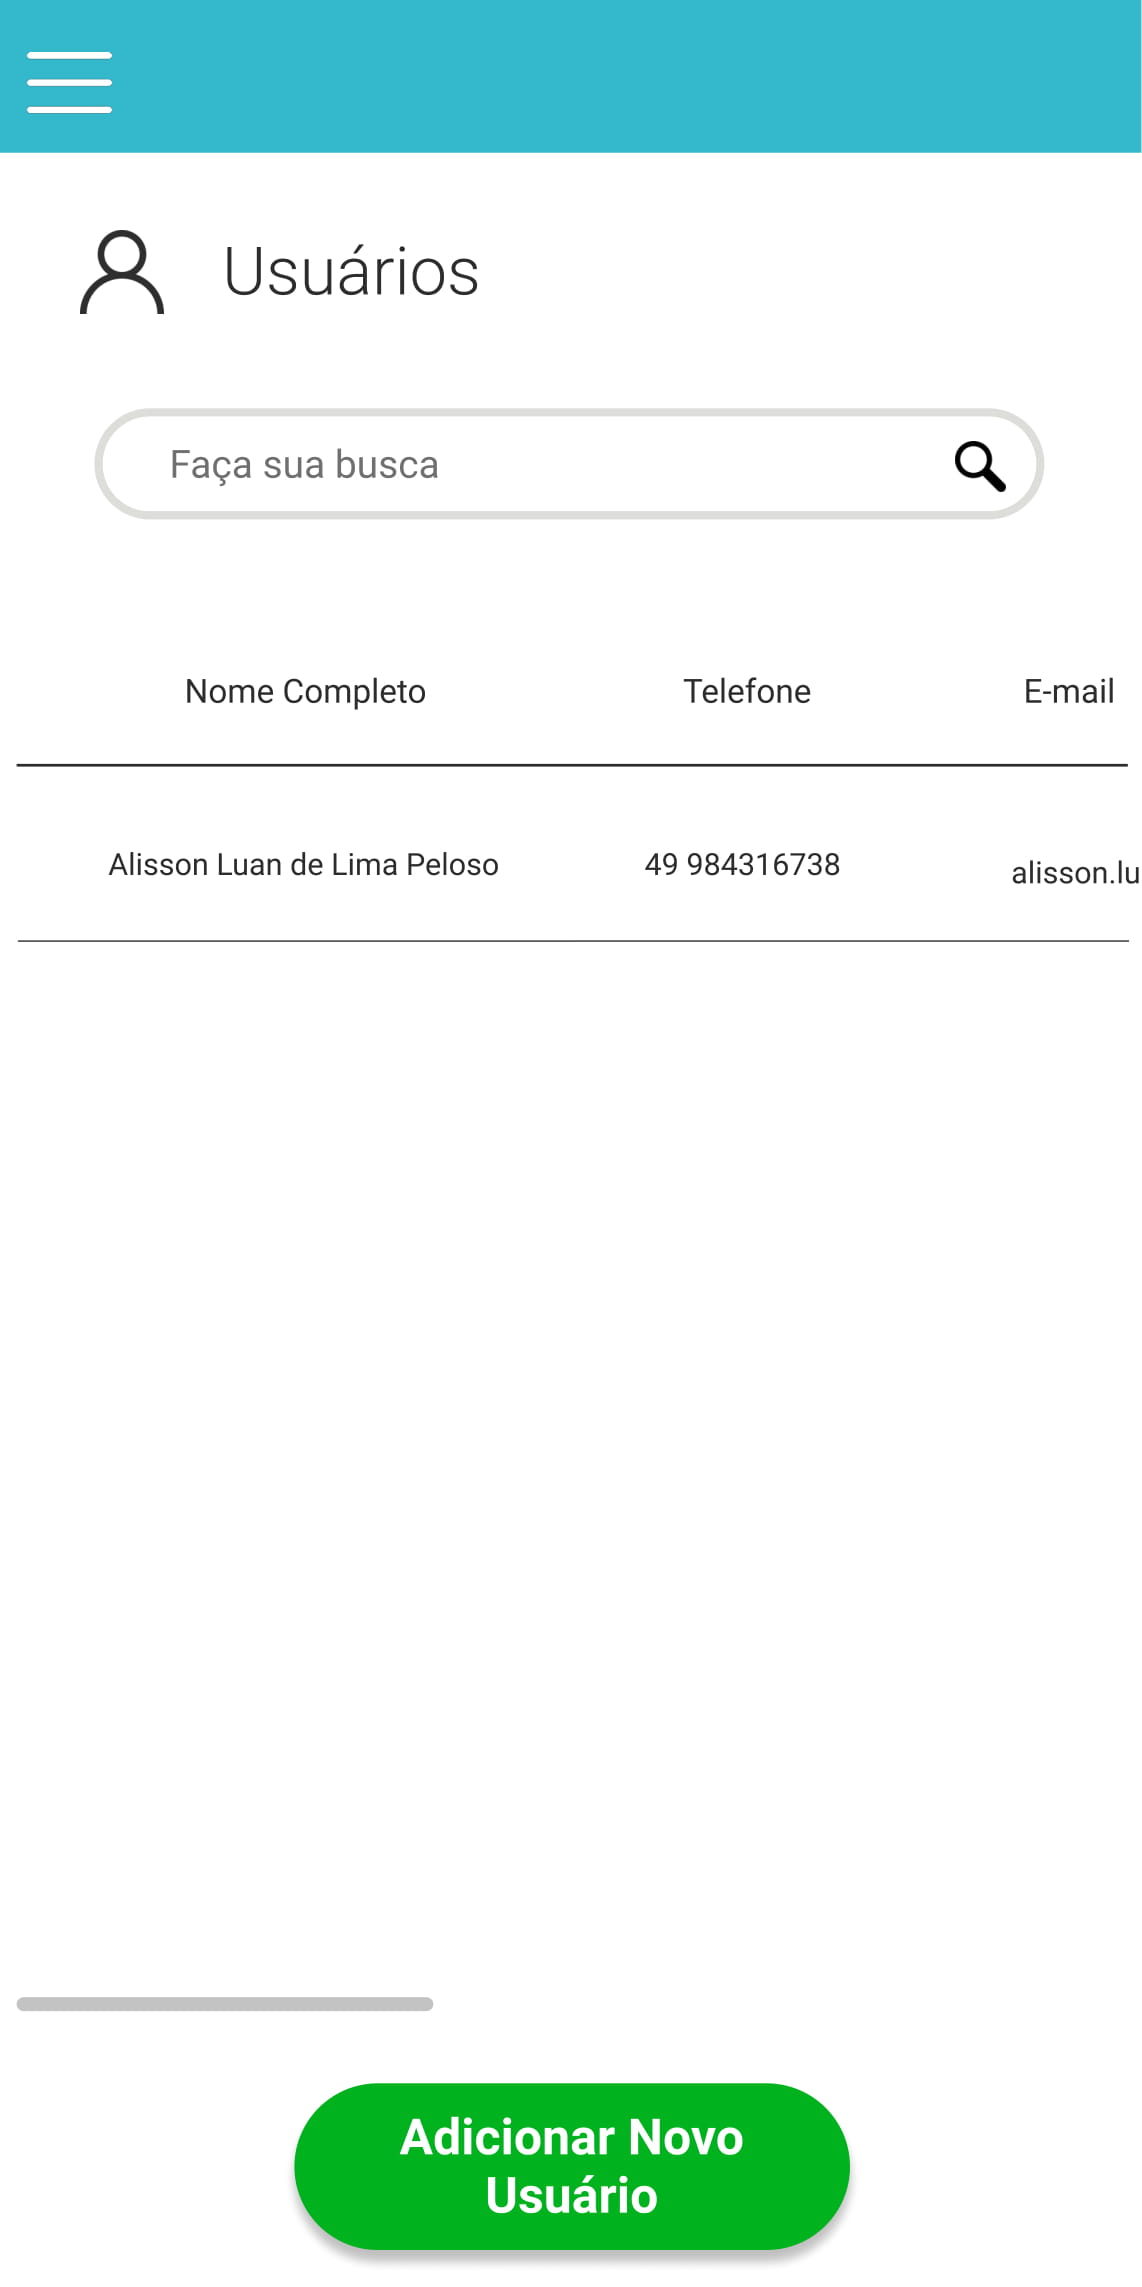 Usuários
Faça sua busca
Nome Completo Telefone E-mail
Alisson Luan de Lima Peloso 49 984316738 alisson.lu
Adicionar Novo
Usuário